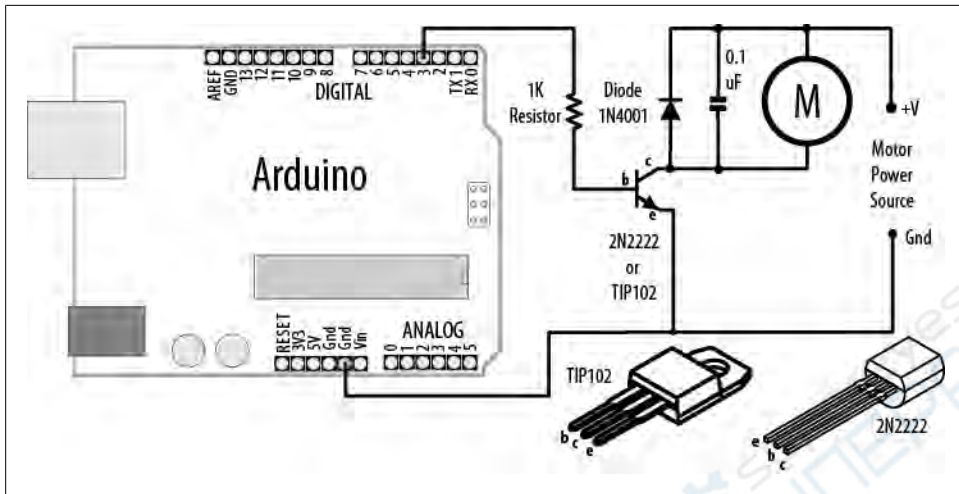 AREF
GND
13
12
11
10
9
8
7
6
5
4
3
2
TX 1
RX 0
DIGITAL
Arduino
RESET
3V3
5V
Gnd
Gnd
Vin
ANALOG
0
1
2
3
4
5
1K
Resistor
Diode
1N4001
0.1
uF
M
+V
Motor
Power
Source
Gnd
c
b
e
2N2222
or
TIP102
TIP102
b
c
e
2N2222
e
b
c